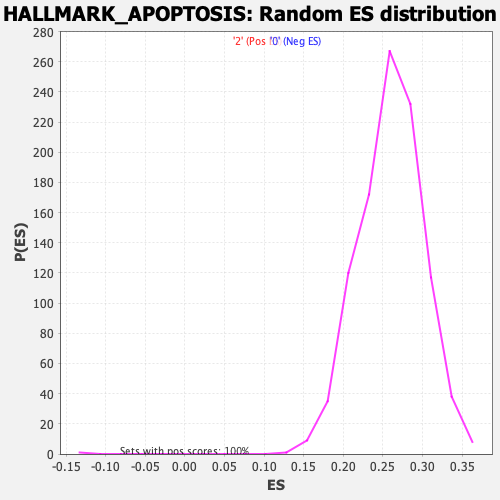 HALLMARK_APOPTOSIS: Random ES distribution
'2' (Pos '0' (Neg ES)
280
260
240
220
200
180
160
140
120
100
80
60
40
20
0
P(ES)
Sets with pos scores: 100%
-0.15 -0.10 -0.05 0.00 0.05 0.10 0.15 0.20 0.25 0.30 0.35
ES